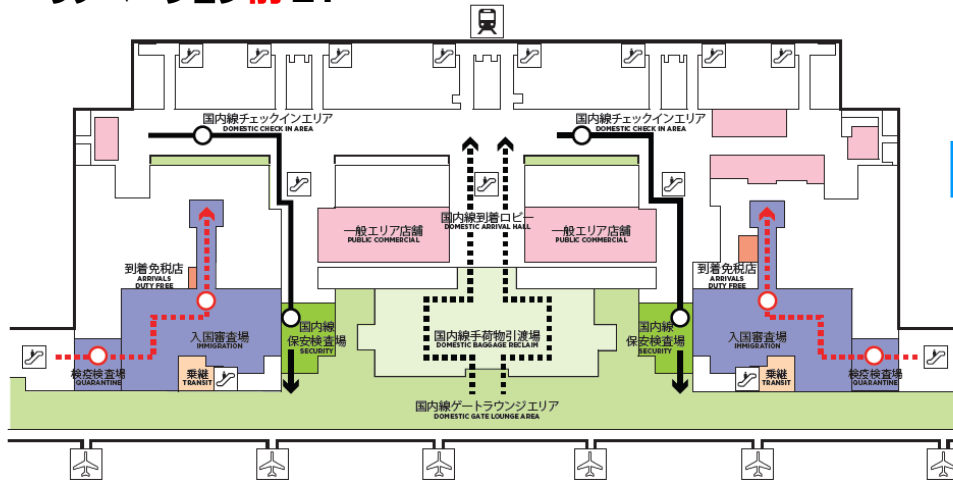 国内線チェックインエリア
DOMESTIC CHECK IN AREA
国内線チェックインエリア
DOMESTIC CHECK IN AREA
国内線到着ロビー
DOMESTIC ARRIVAL HALL
一般エリア店舗
PUBLIC COMMERCIAL
一般エリア店舗
PUBLIC COMMERCIAL
到着免税店
ARRIVALS
DUTY FREE
到着免税店
ARRIVALS
DUTY FREE
入国審査場
IMMIGRATION
国内線
保安検査場
SECURITY
国内線手荷物引渡場
DOMESTIC BAGGAGE RECLAIM
国内線
保安検査場
SECURITY
入国審査場
IMMIGRATION
検疫検査場
QUARANTINE
乗継
TRANSIT
乗継
TRANSIT
検疫検査場
QUARANTINE
国内線ゲートラウンジエリア
DOMESTIC GATE LOUNGE AREA